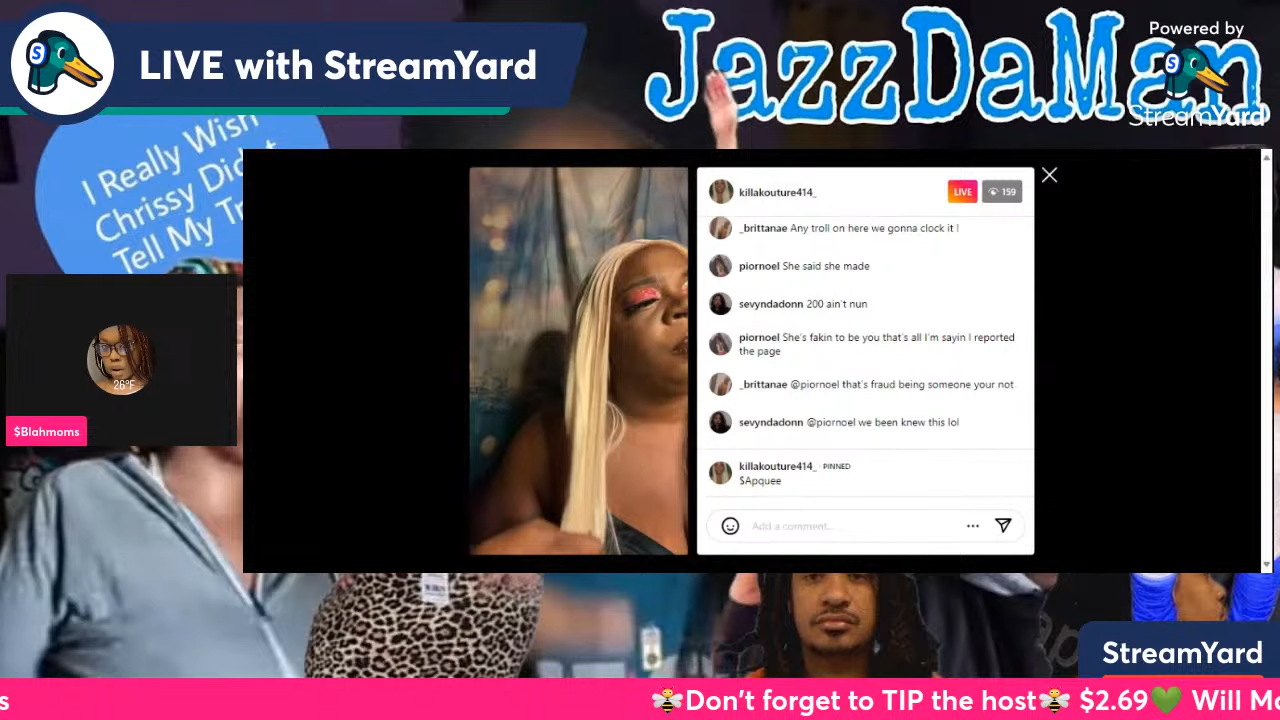 LIVE with StreamYard
JazzDaMan
Powered by
StreamYard
I Really Wish
Chrissy
Tell My
26°F
$Blahmoms
killakouture414_
LIVE
159
_brittanae Any troll on here we gonna clock it !
piornoel She said she made
sevyndadonn 200 ain't nun
piornoel She's fakin to be you that's all I'm sayin I reported
the page
_brittanae @piornoel that's fraud being someone your not
sevyndadonn @piornoel we been knew this lol
killakouture414_ · PINNED
$Apquee
Add a comment...
StreamYard
s
🐝Don't forget to TIP the host🐝 $2.69💚 Will